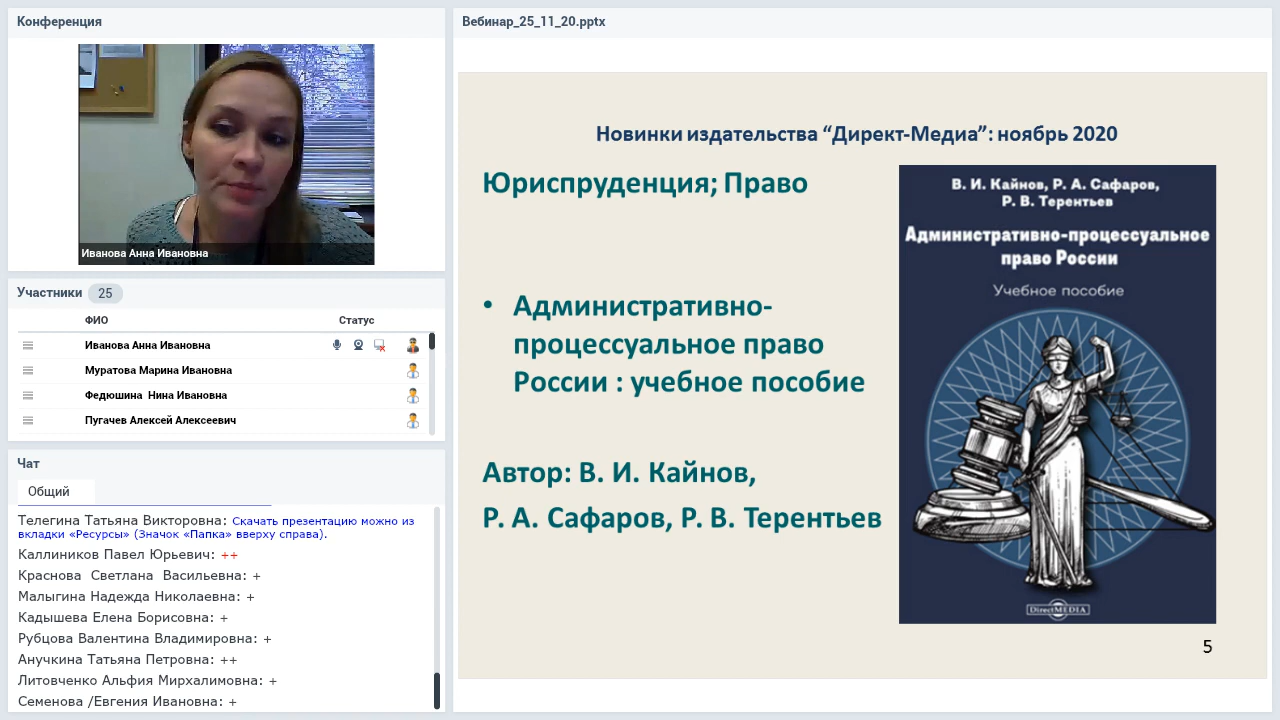 Конференция
Иванова Анна Ивановна
Участники 25
ФИО Статус
Иванова Анна Ивановна
Муратова Марина Ивановна
Федюшина  Нина Ивановна
Пугачев Алексей Алексеевич
Чат
Общий
Телегина Татьяна Викторовна: Скачать презентацию можно из
вкладки «Ресурсы» (Значок «Папка» вверху справа).
Каллиников Павел Юрьевич: ++
Краснова  Светлана  Васильевна: +
Малыгина Надежда Николаевна: +
Кадышева Елена Борисовна: +
Рубцова Валентина Владимировна: +
Анучкина Татьяна Петровна: ++
Литовченко Альфия Мирхалимовна: +
Семенова /Евгения Ивановна: +
Вебинар_25_11_20.pptx
Новинки издательства “Директ-Медиа”: ноябрь 2020
Юриспруденция; Право
• Административно-
процессуальное право
России : учебное пособие
Автор: В. И. Кайнов,
Р. А. Сафаров, Р. В. Терентьев
В. И. Кайнов, Р. А. Сафаров,
Р. В. Терентьев
Административно-процессуальное
право России
Учебное пособие
DirectMEDIA
5